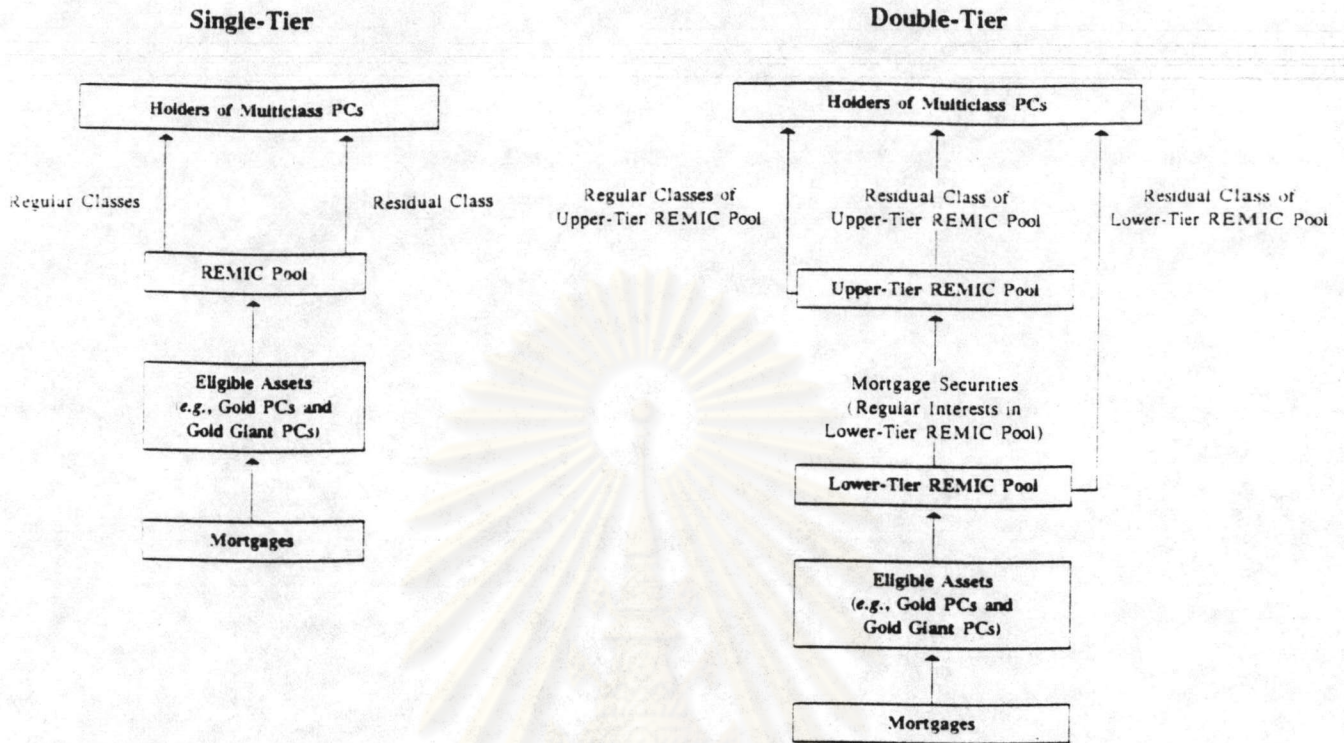 Single-Tier
Holders of Multiclass PCs
Regular Classes
Residual Class
REMIC Pool
Eligible Assets
(e.g., Gold PCs and
Gold Giant PCs)
Mortgages
Double-Tier
Holders of Multiclass PCs
Regular Classes of
Upper-Tier REMIC Pool
Residual Class of
Upper-Tier REMIC Pool
Residual Class of
Lower-Tier REMIC Pool
Upper-Tier REMIC Pool
Mortgage Securities
(Regular Interests in
Lower-Tier REMIC Pool)
Lower-Tier REMIC Pool
Eligible Assets
(e.g., Gold PCs and
Gold Giant PCs)
Mortgages